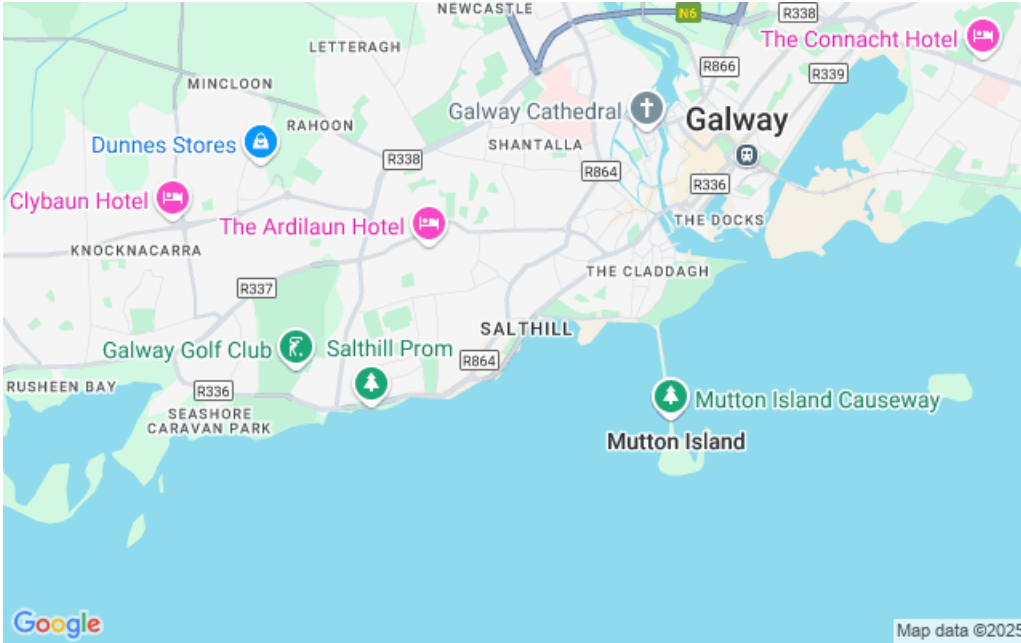 NEWCASTLE
N6
R338
The Connacht Hotel
LETTERAGH
R866
R339
MINCLOON
Galway Cathedral
Galway
RAHOON
Dunnes Stores
SHANTALLA
R338
R864
R336
Clybaun Hotel
The Ardilaun Hotel
THE DOCKS
KNOCKNACARRA
THE CLADDAGH
R337
SALTHILL
Galway Golf Club
Salthill Prom
R864
RUSHEEN BAY
R336
SEASHORE
CARAVAN PARK
Mutton Island Causeway
Mutton Island
Google
Map data ©2025